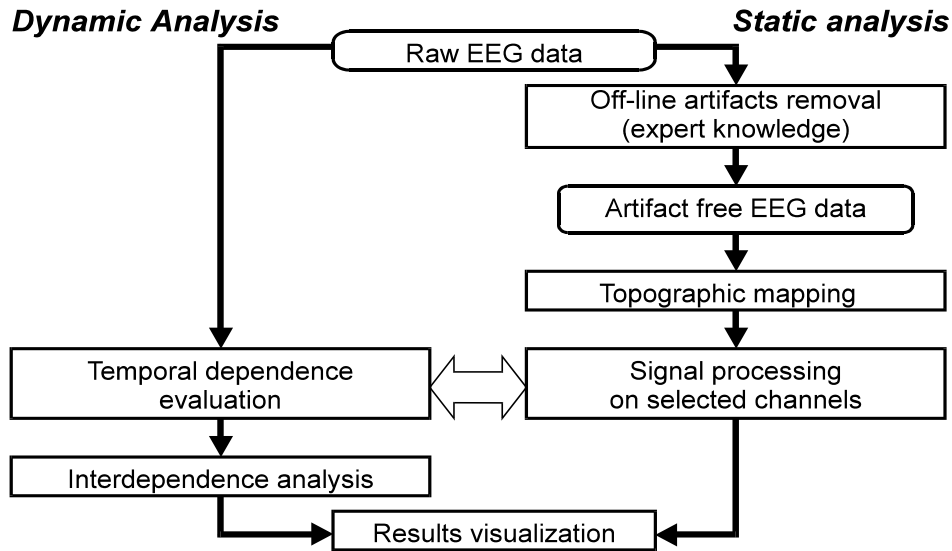 Dynamic Analysis
Static analysis
Raw EEG data
Off-line artifacts removal
(expert knowledge)
Artifact free EEG data
Topographic mapping
Temporal dependence
evaluation
Signal processing
on selected channels
Interdependence analysis
Results visualization